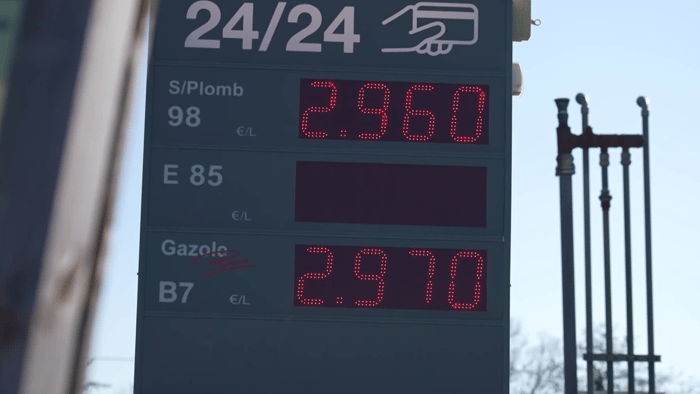 24/24
S/Plomb
98 €/L 2.960
E 85
€/L
Gazole
B7 €/L 2.970